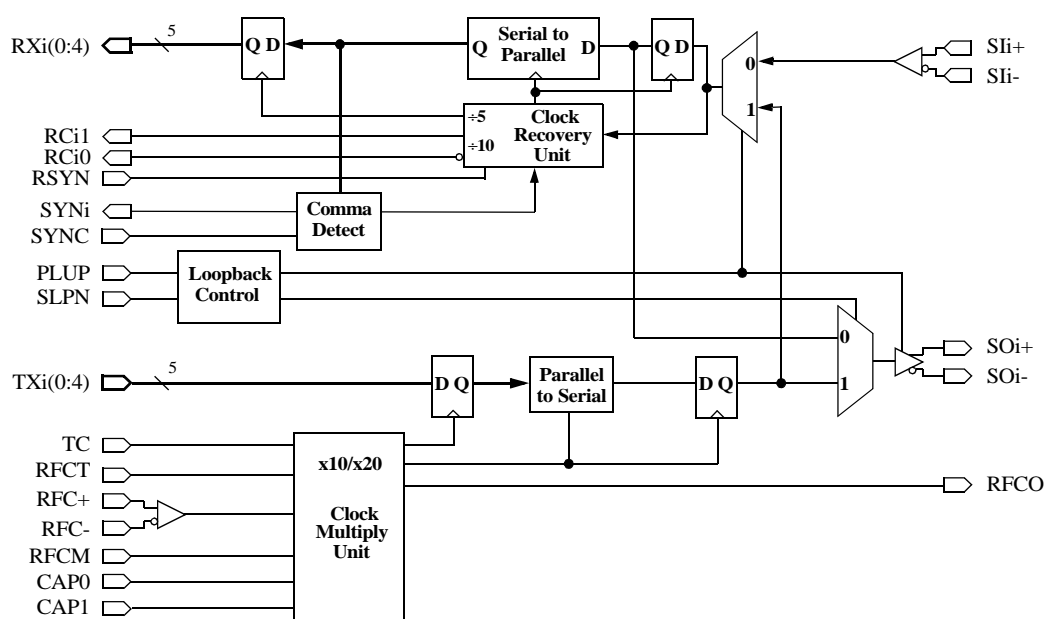 RXi(0:4)
5
Q D
Q
Serial to
Parallel
D
Q D
0
1
SIi+
SIi-
÷5
÷10
Clock
Recovery
Unit
RCi1
RCi0
RSYN
SYNi
SYNC
Comma
Detect
PLUP
SLPN
Loopback
Control
0
1
SOi+
SOi-
TXi(0:4)
5
D Q
Parallel
to Serial
D Q
TC
RFCT
RFC+
RFC-
RFCM
CAP0
CAP1
x10/x20
Clock
Multiply
Unit
RFCO